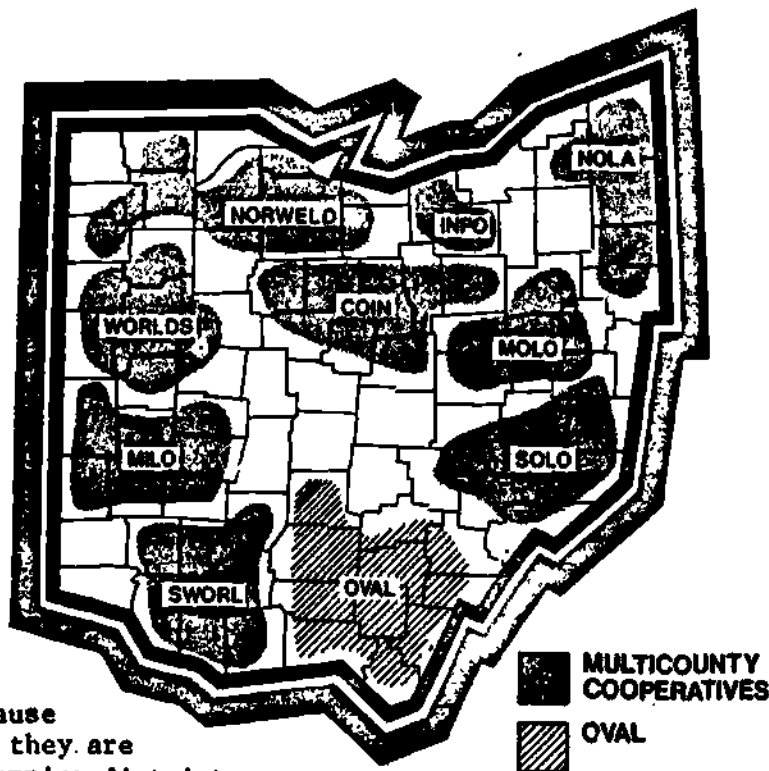 NOLA
NORWELD
INFO
COIN
WORLDS
MOLO
MILO
SOLO
SWORL
OVAL
MULTICOUNTY
COOPERATIVES
OVAL
they are